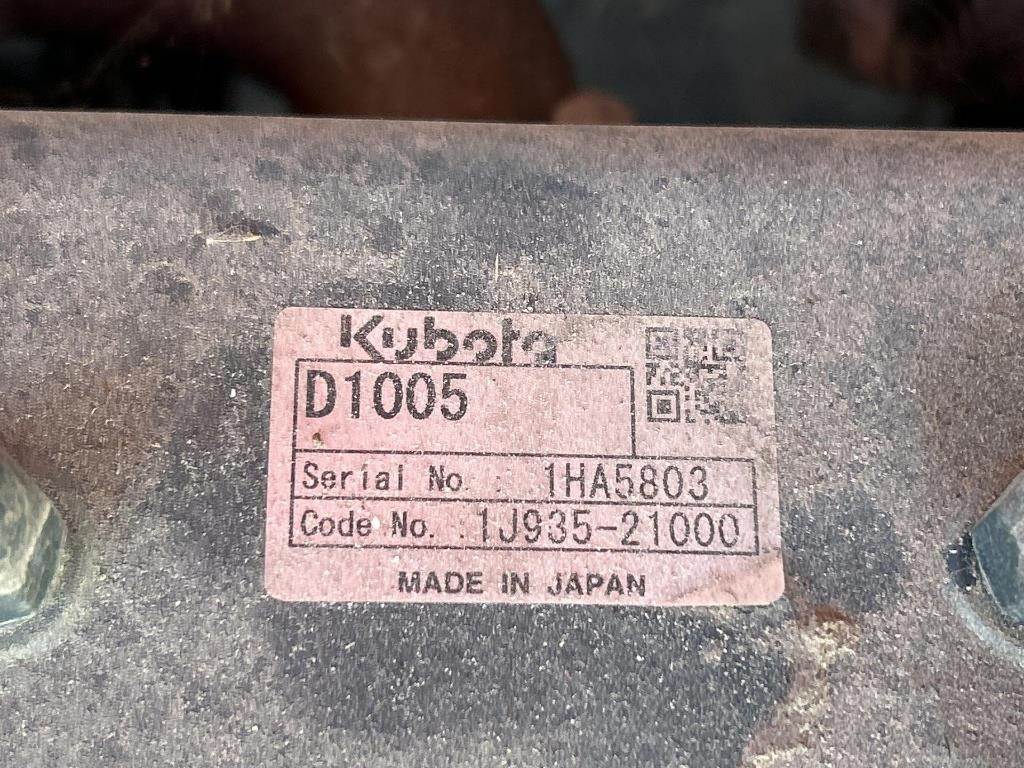 Kubota
D1005
Serial No. : 1HA5803
Code No. : 1J935-21000
MADE IN JAPAN